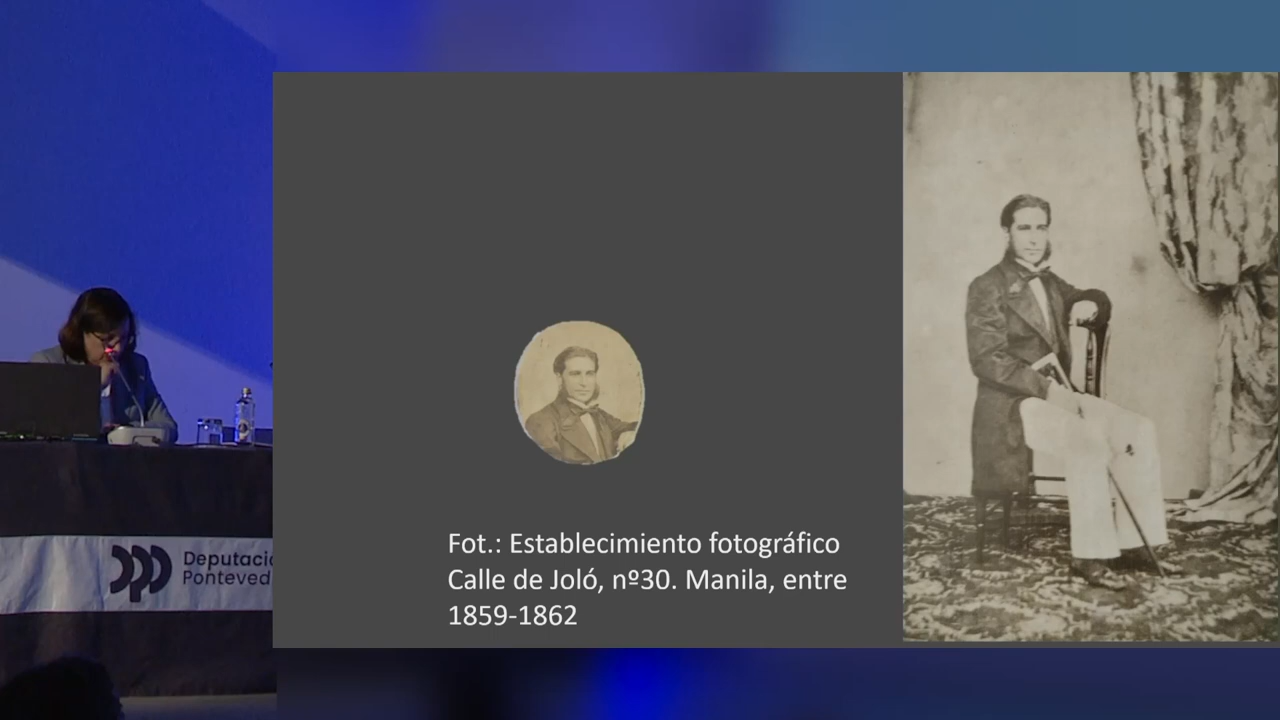 Fot.: Establecimiento fotográfico
Calle de Joló, nº30. Manila, entre
1859-1862
Deputació
Ponteved